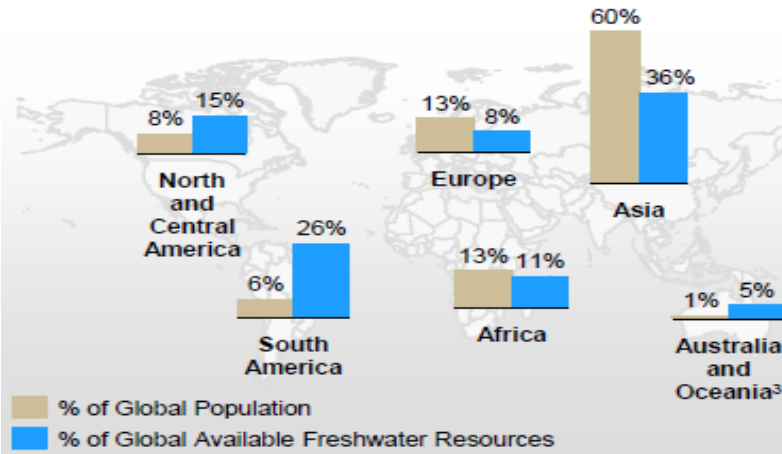 60%
36%
15%
8%
13%
8%
North
and
Central
America
Europe
Asia
26%
6%
13%
11%
5%
1%
South
America
Africa
Australia
and
Oceania³
% of Global Population
% of Global Available Freshwater Resources